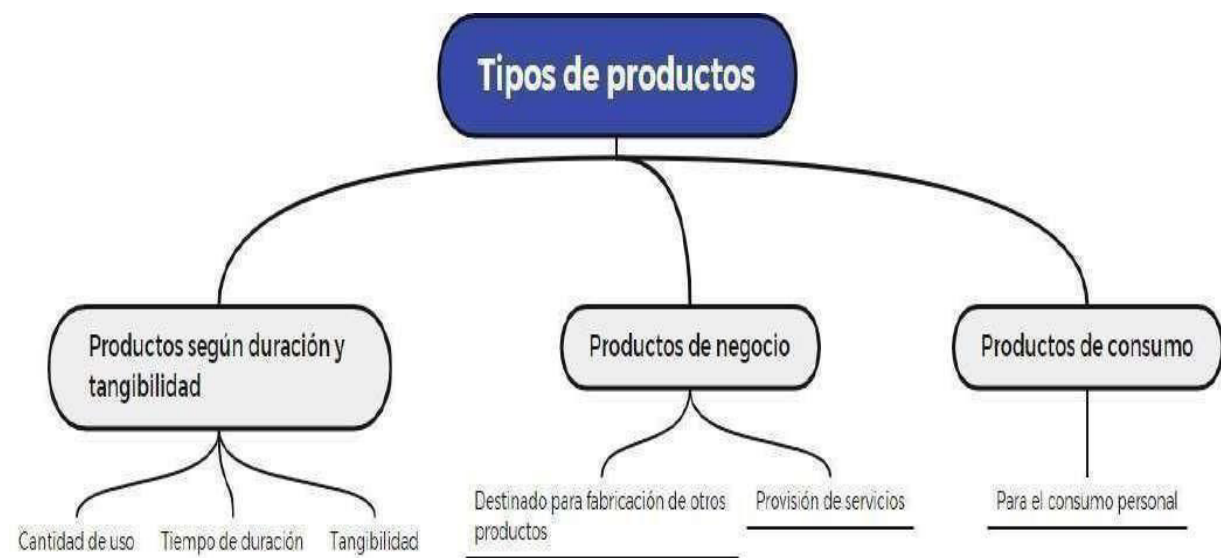 Tipos de productos
Productos según duración y
tangibilidad
Productos de negocio
Productos de consumo
Cantidad de uso
Tiempo de duración
Tangibilidad
Destinado para fabricación de otros
productos
Provisión de servicios
Para el consumo personal